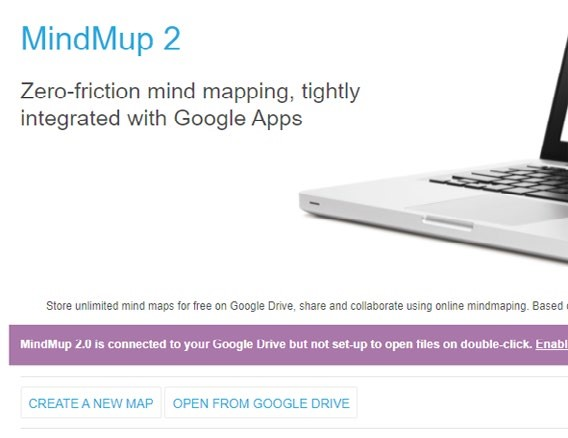 MindMup 2
Zero-friction mind mapping, tightly
integrated with Google Apps
Store unlimited mind maps for free on Google Drive, share and collaborate using online mindmaping. Based
MindMup 2.0 is connected to your Google Drive but not set-up to open files on double-click. Enabl
CREATE A NEW MAP OPEN FROM GOOGLE DRIVE